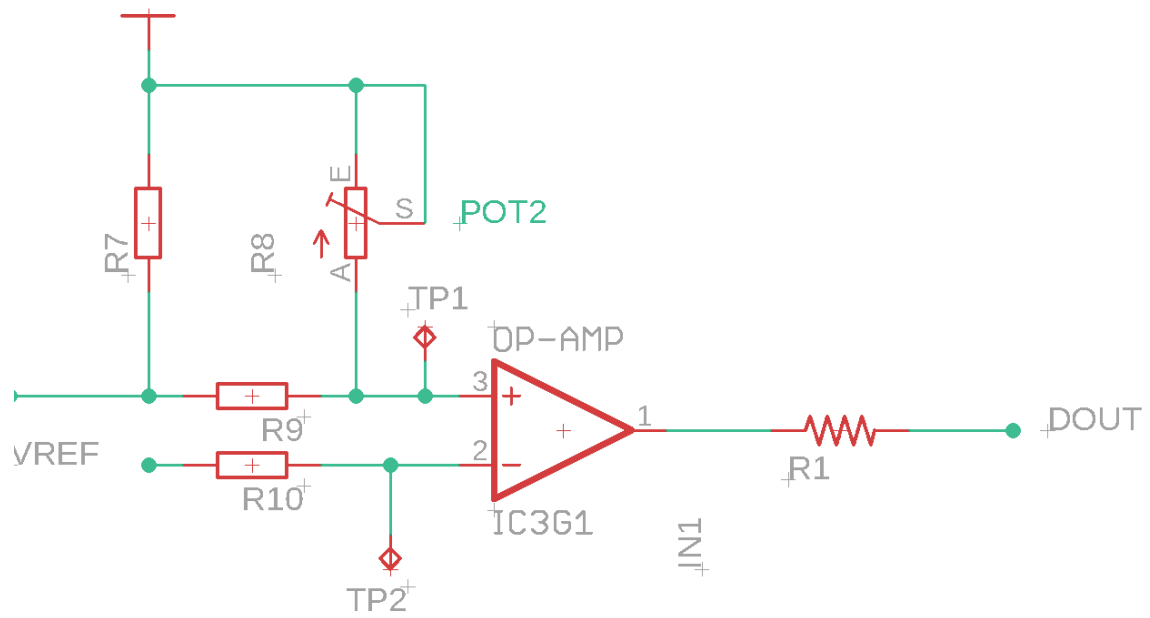 E
S
POT2
R7
R8
A
TP1
OP-AMP
3
1
DOUT
R9
VREF
2
R1
R10
IC3G1
IN1
TP2